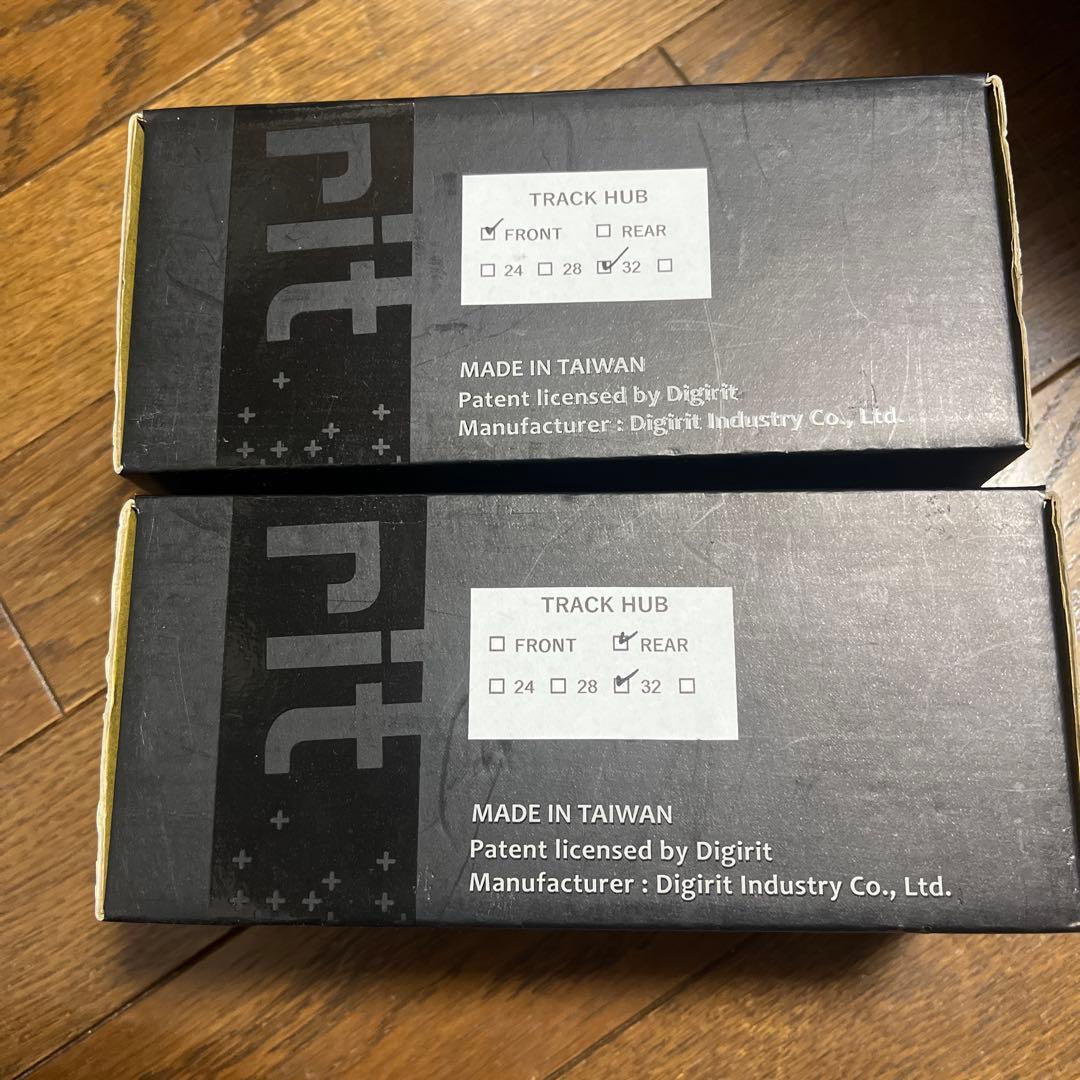 rit
TRACK HUB
☑ FRONT ☐ REAR
☐ 24 ☐ 28 ☑ 32 ☐
MADE IN TAIWAN
Patent licensed by Digirit
Manufacturer : Digirit Industry Co., Ltd.
rit
TRACK HUB
☐ FRONT ☑ REAR
☐ 24 ☐ 28 ☑ 32 ☐
MADE IN TAIWAN
Patent licensed by Digirit
Manufacturer : Digirit Industry Co., Ltd.